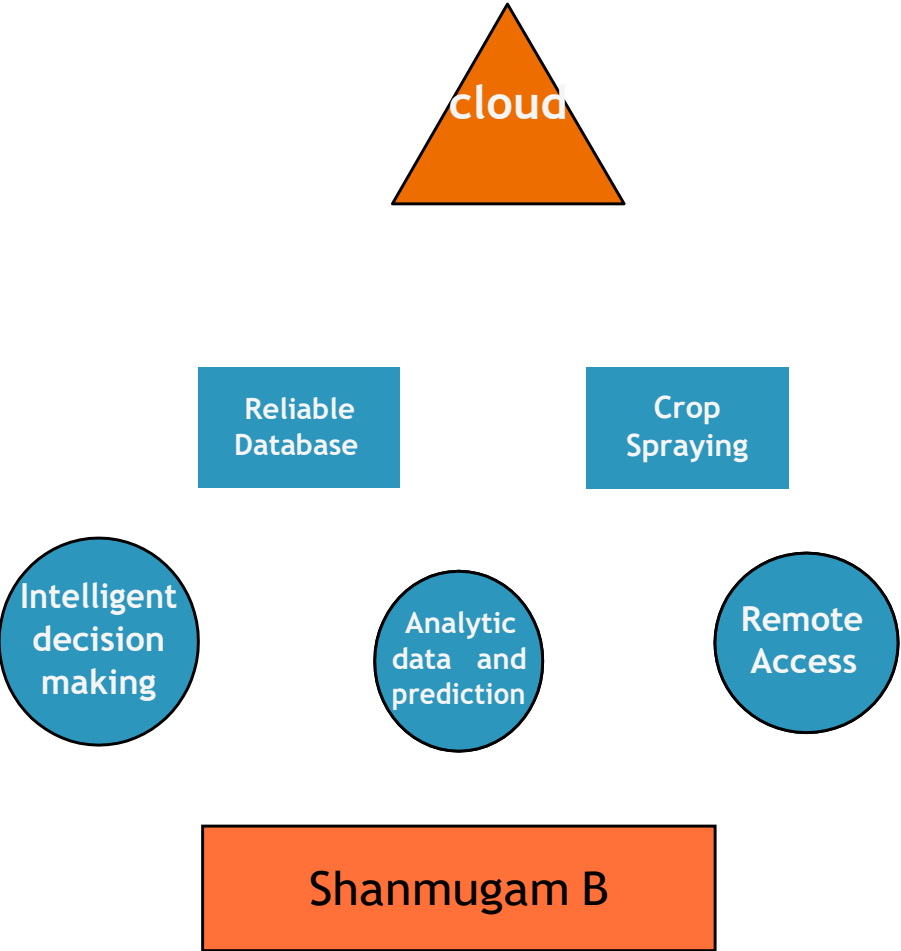 cloud
Reliable
Database
Crop
Spraying
Intelligent
decision
making
Analytic
data and
prediction
Remote
Access
Shanmugam B